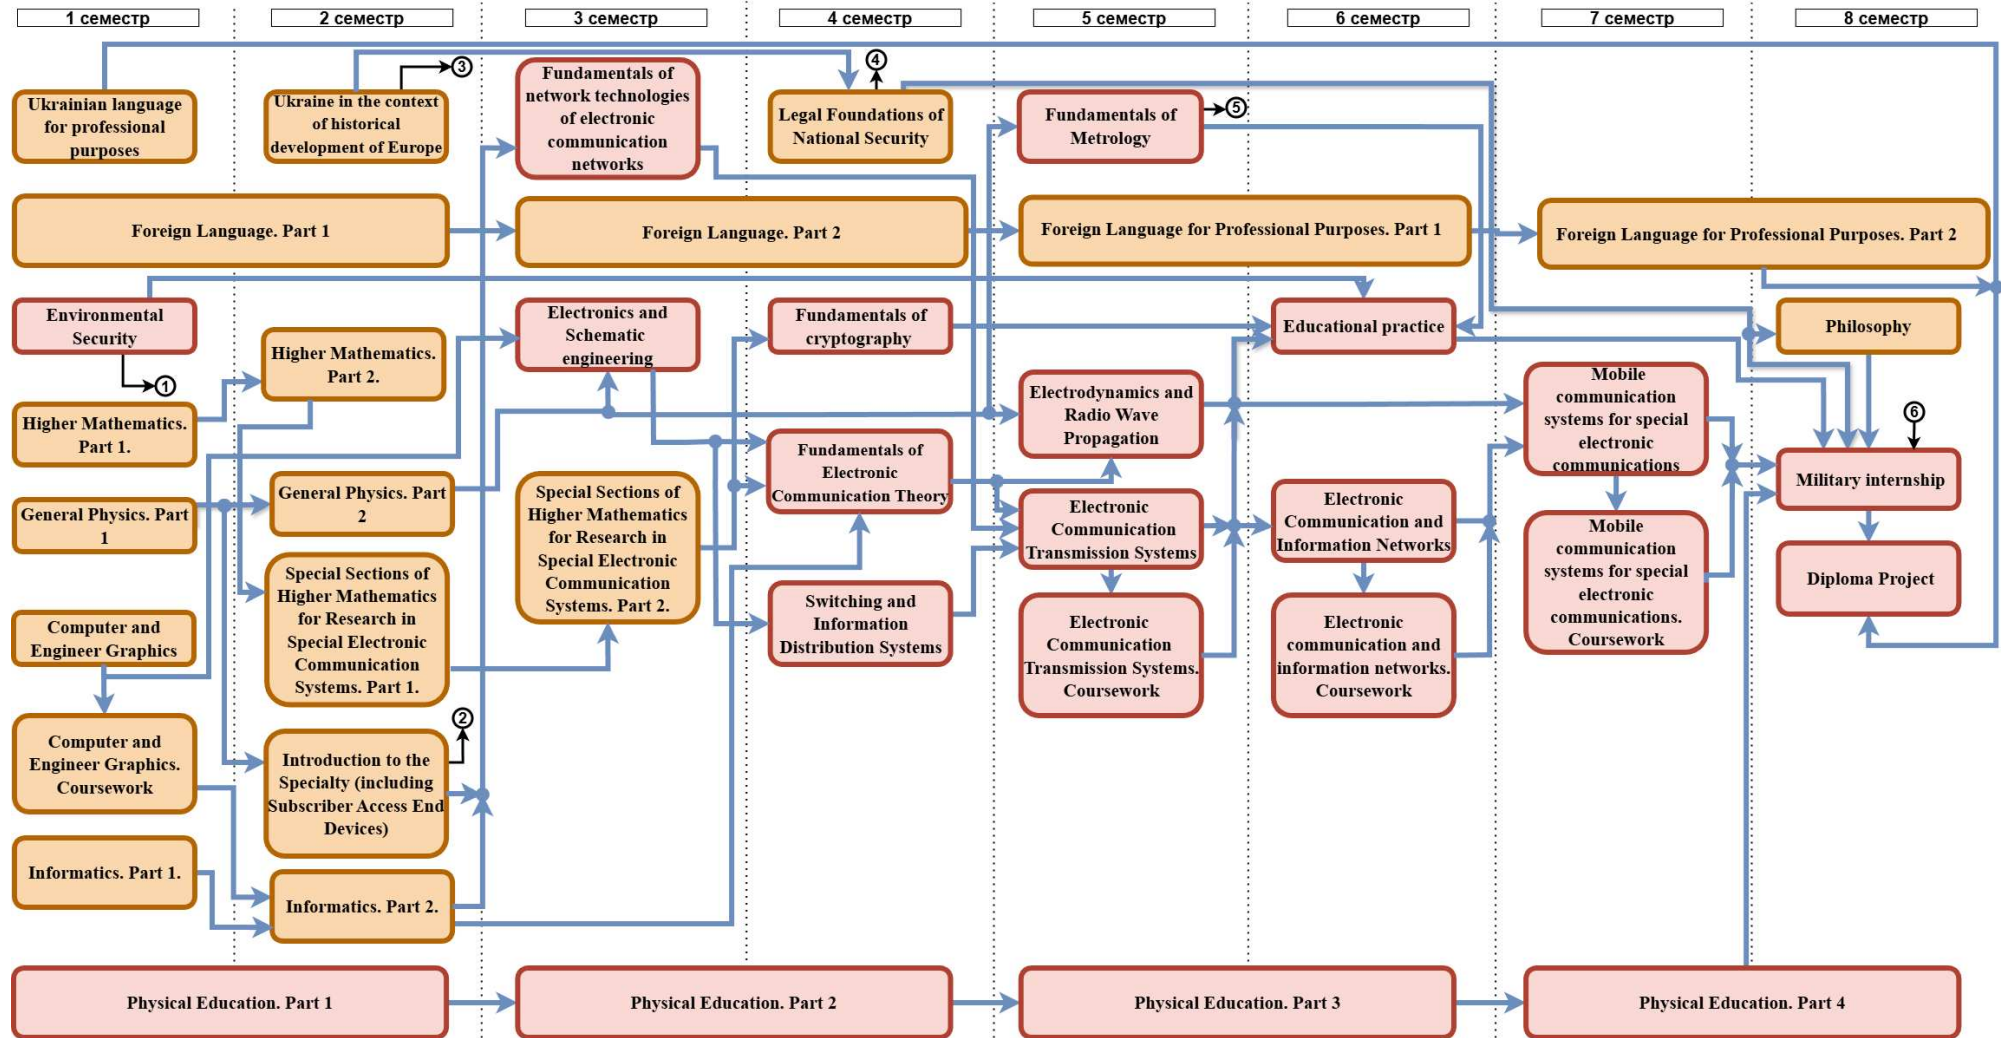 1 семестр
2 семестр
3 семестр
4 семестр
5 семестр
6 семестр
7 семестр
8 семестр
Ukrainian language
for professional
purposes
Ukraine in the context
of historical
development of Europe
3
Fundamentals of
network technologies
of electronic
communication
networks
4
Legal Foundations of
National Security
Fundamentals of
Metrology
5
Foreign Language. Part 1
Foreign Language. Part 2
Foreign Language for Professional Purposes. Part 1
Foreign Language for Professional Purposes. Part 2
Environmental
Security
1
Higher Mathematics.
Part 1.
General Physics. Part
1
Computer and
Engineer Graphics
Computer and
Engineer Graphics.
Coursework
Informatics. Part 1.
Higher Mathematics.
Part 2.
General Physics. Part
2
Special Sections of
Higher Mathematics
for Research in
Special Electronic
Communication
Systems. Part 1.
2
Introduction to the
Specialty (including
Subscriber Access End
Devices)
Informatics. Part 2.
Electronics and
Schematic
engineering
Special Sections of
Higher Mathematics
for Research in
Special Electronic
Communication
Systems. Part 2.
Fundamentals of
cryptography
Fundamentals of
Electronic
Communication Theory
Switching and
Information
Distribution Systems
Electrodynamics and
Radio Wave
Propagation
Electronic
Communication
Transmission Systems
Electronic
Communication
Transmission Systems.
Coursework
Educational practice
Electronic
Communication and
Information Networks
Electronic
communication and
information networks.
Coursework
Mobile
communication
systems for special
electronic
communications
Mobile
communication
systems for special
electronic
communications.
Coursework
Philosophy
6
Military internship
Diploma Project
Physical Education. Part 1
Physical Education. Part 2
Physical Education. Part 3
Physical Education. Part 4